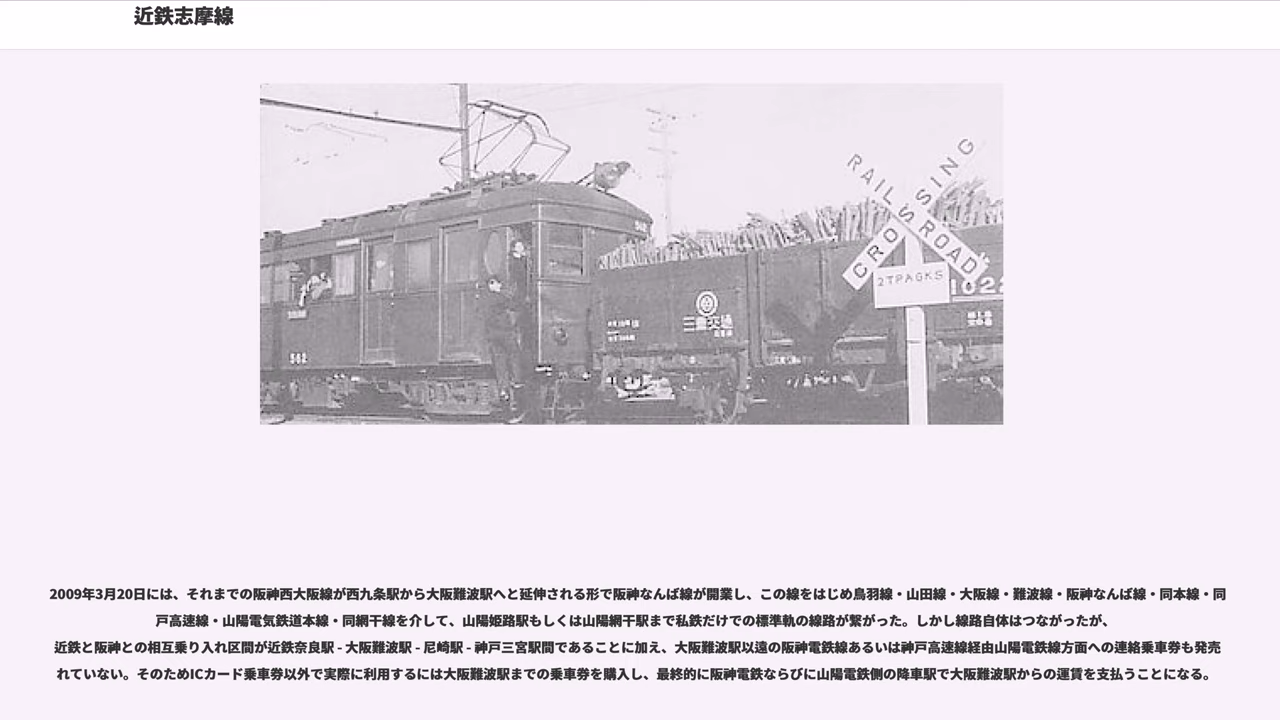 近鉄志摩線
RAIL ROAD
CROSSING
2TPAGKS
562
三重交通
1022
2009年3月20日には、それまでの阪神西大阪線が西九条駅から大阪難波駅へと延伸される形で阪神なんば線が開業し、この線をはじめ鳥羽線・山田線・大阪線・難波線・阪神なんば線・同本線・同
戸高速線・山陽電気鉄道本線・同網干線を介して、山陽姫路駅もしくは山陽網干駅まで私鉄だけでの標準軌の線路が繋がった。しかし線路自体はつながったが、
近鉄と阪神との相互乗り入れ区間が近鉄奈良駅 - 大阪難波駅 - 尼崎駅 - 神戸三宮駅間であることに加え、大阪難波駅以遠の阪神電鉄線あるいは神戸高速線経由山陽電鉄線方面への連絡乗車券も発売
れていない。そのためICカード乗車券以外で実際に利用するには大阪難波駅までの乗車券を購入し、最終的に阪神電鉄ならびに山陽電鉄側の降車駅で大阪難波駅からの運賃を支払うことになる。